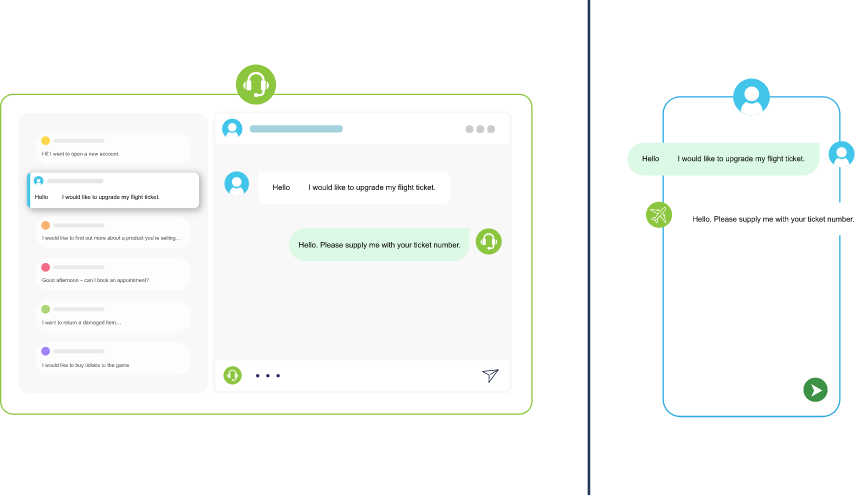 Hi! I want to open a new account.
Hello I would like to upgrade my flight ticket.
I would like to find out more about a product you're selling...
Good afternoon – can I book an appointment?
I want to return a damaged item...
I would like to buy tickets to the game
Hello I would like to upgrade my flight ticket.
Hello. Please supply me with your ticket number.
Hello I would like to upgrade my flight ticket.
Hello. Please supply me with your ticket number.